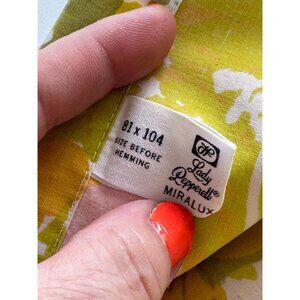 81 x 104
SIZE BEFORE
HEMMING
Lady
Pepperell®
MIRALUX